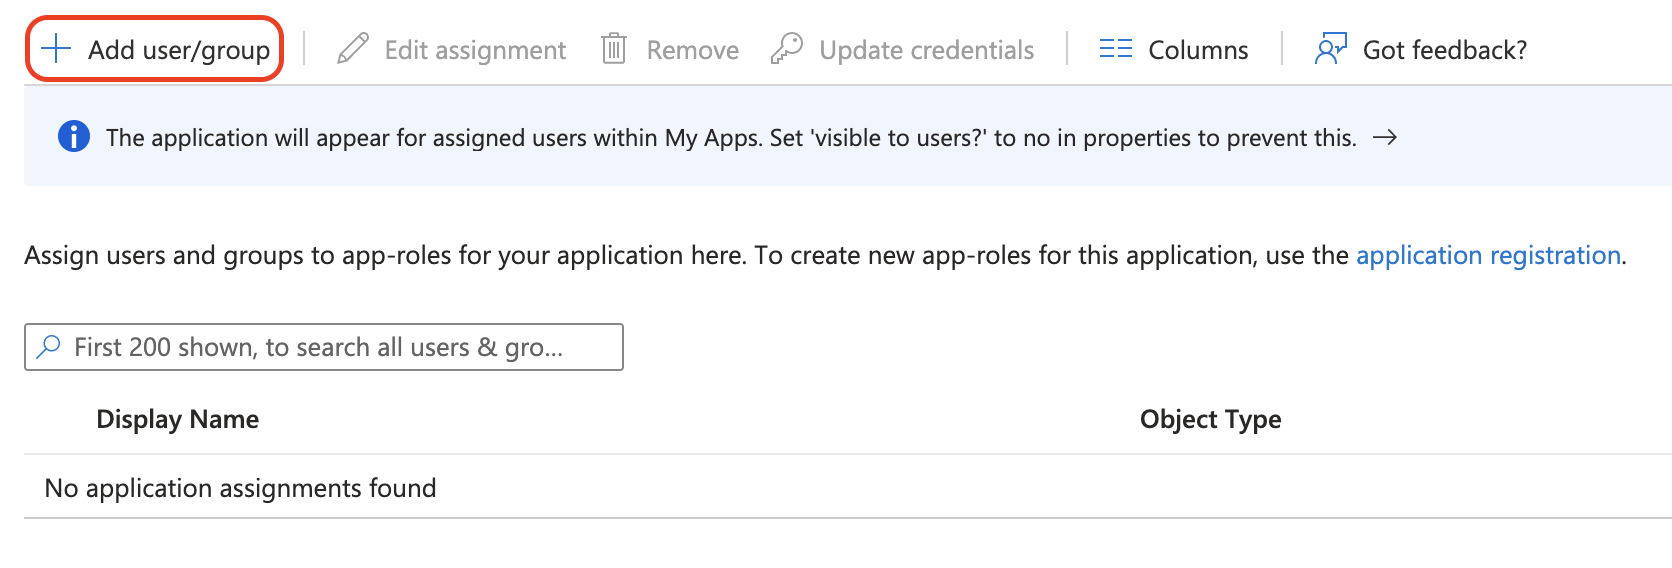 Add user/group Edit assignment Remove Update credentials Columns Got feedback?
The application will appear for assigned users within My Apps. Set 'visible to users?' to no in properties to prevent this. →
Assign users and groups to app-roles for your application here. To create new app-roles for this application, use the application registration.
First 200 shown, to search all users & gro...
Display Name Object Type
No application assignments found